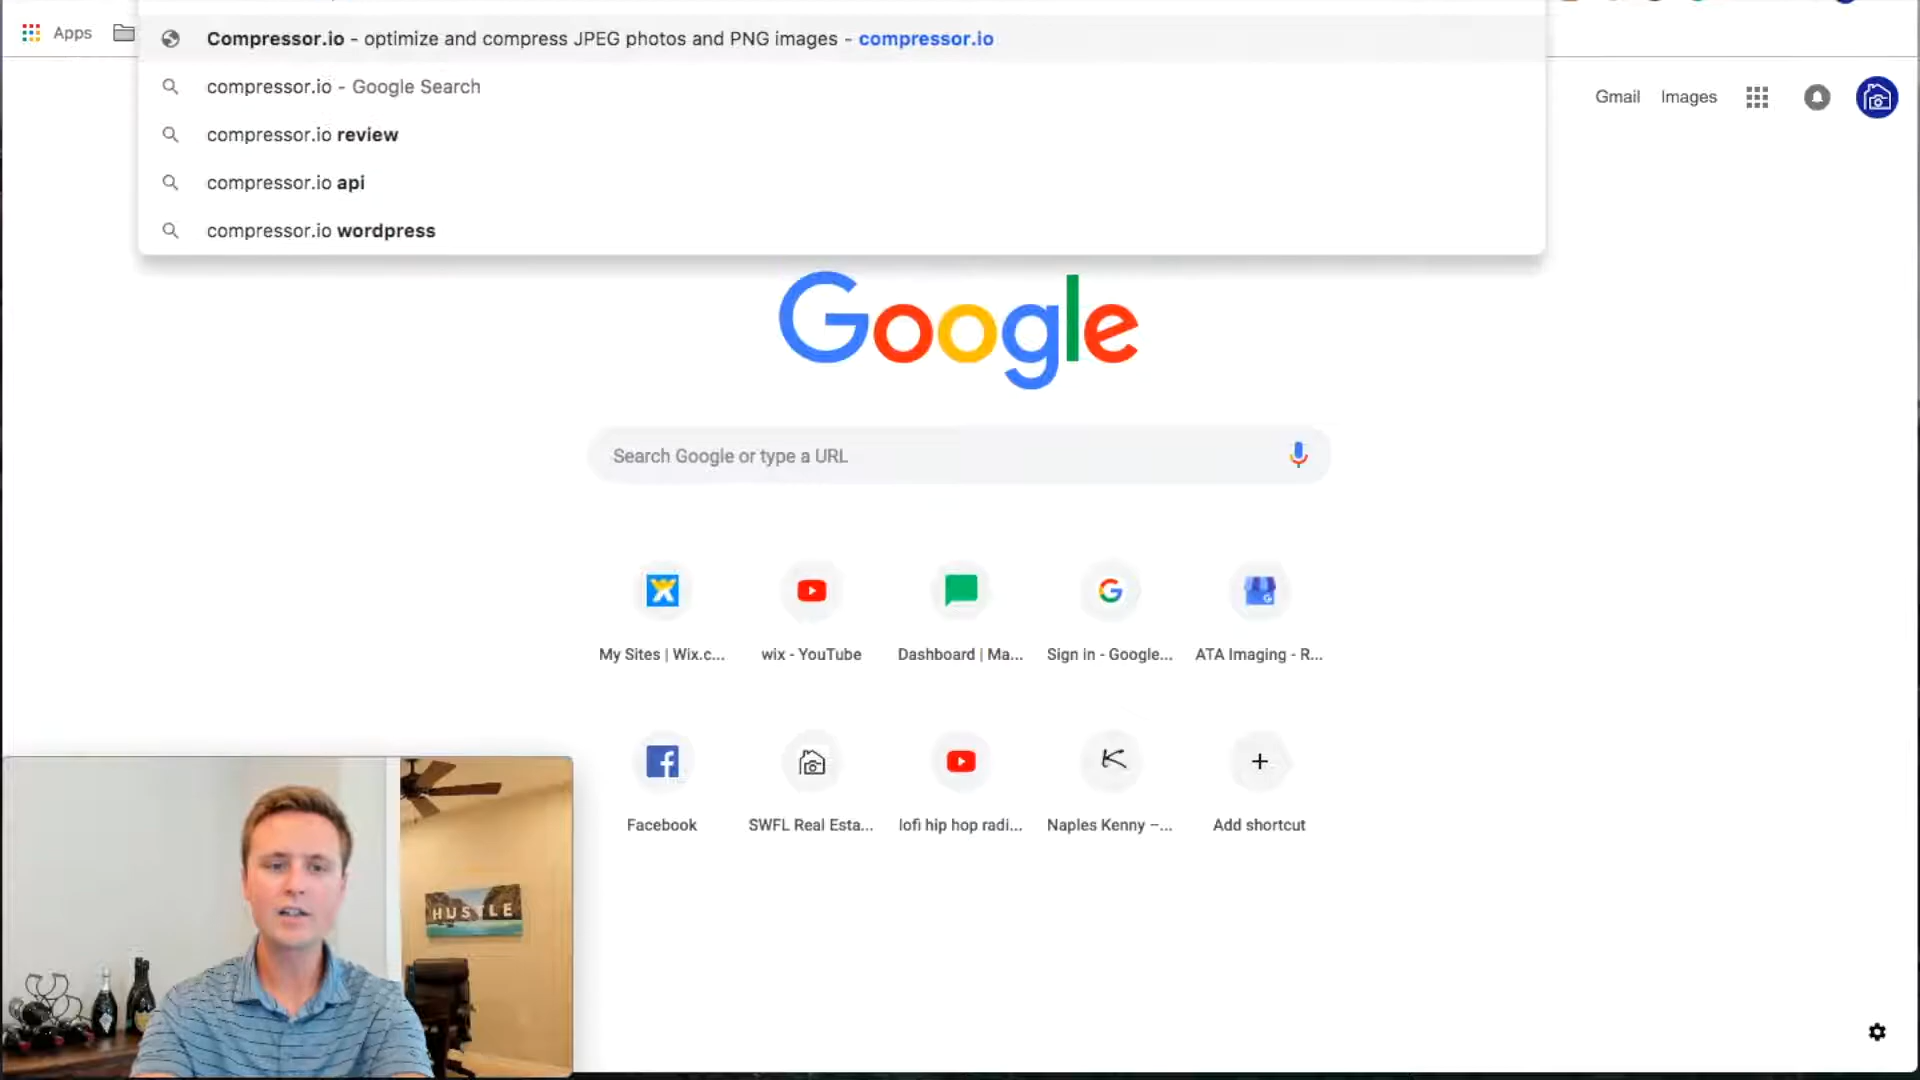 Apps
Compressor.io - optimize and compress JPEG photos and PNG images - compressor.io
compressor.io - Google Search
compressor.io review
compressor.io api
compressor.io wordpress
Gmail Images
Google
Search Google or type a URL
My Sites | Wix.c...
wix - YouTube
Dashboard | Ma...
Sign in - Google...
ATA Imaging - R...
Facebook
SWFL Real Esta...
lofi hip hop radi...
Naples Kenny –...
Add shortcut
HUSTLE